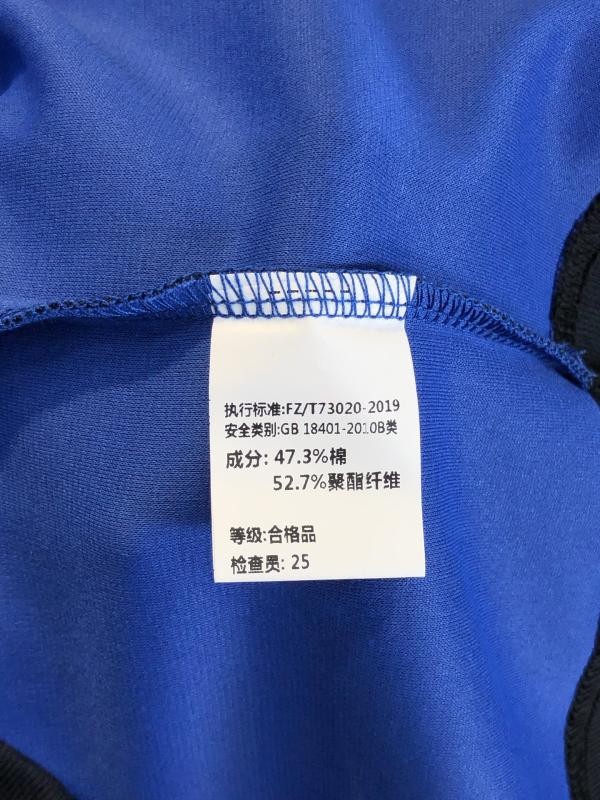 执行标准:FZ/T73020-2019
安全类别:GB 18401-2010B类
成分: 47.3%棉
52.7%聚酯纤维
等级:合格品
检查员: 25